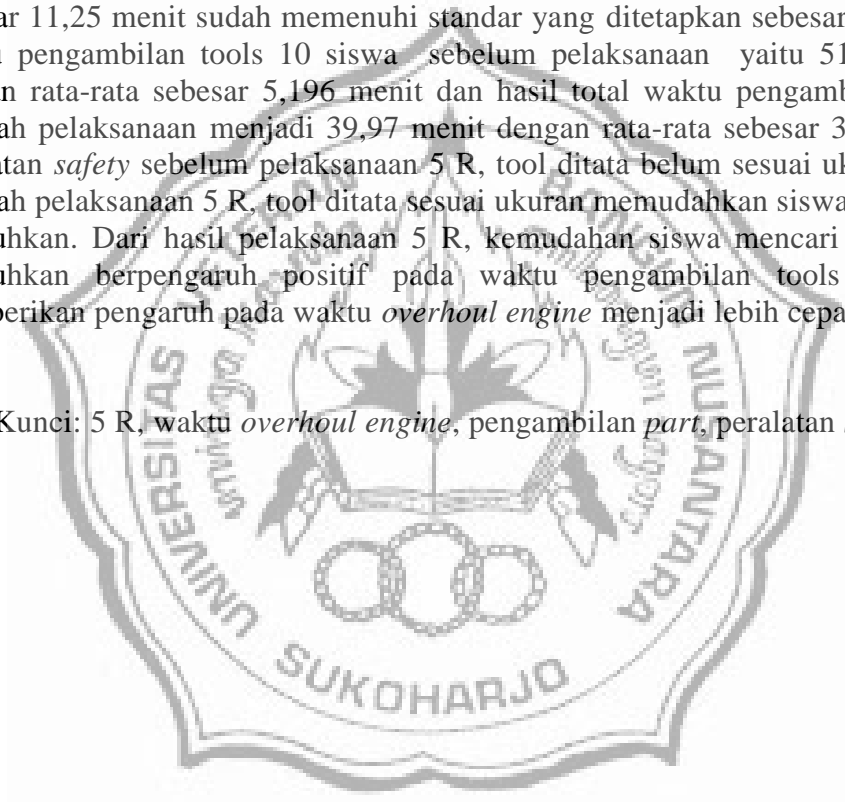 ar 11,25 menit sudah memenuhi standar yang ditetapkan sebesar
pengambilan tools 10 siswa sebelum pelaksanaan yaitu 51
n rata-rata sebesar 5,196 menit dan hasil total waktu pengamb
ah pelaksanaan menjadi 39,97 menit dengan rata-rata sebesar 3
atan safety sebelum pelaksanaan 5 R, tool ditata belum sesuai uk
ah pelaksanaan 5 R, tool ditata sesuai ukuran memudahkan siswa
uhkan. Dari hasil pelaksanaan 5 R, kemudahan siswa mencari
uhkan berpengaruh positif pada waktu pengambilan tools
berikan pengaruh pada waktu overhoul engine menjadi lebih cepa
Kunci: 5 R, waktu overhoul engine, pengambilan part, peralatan
UNIVERSITAS VETERAN BANGUN NUSANTARA
SUKOHARJO